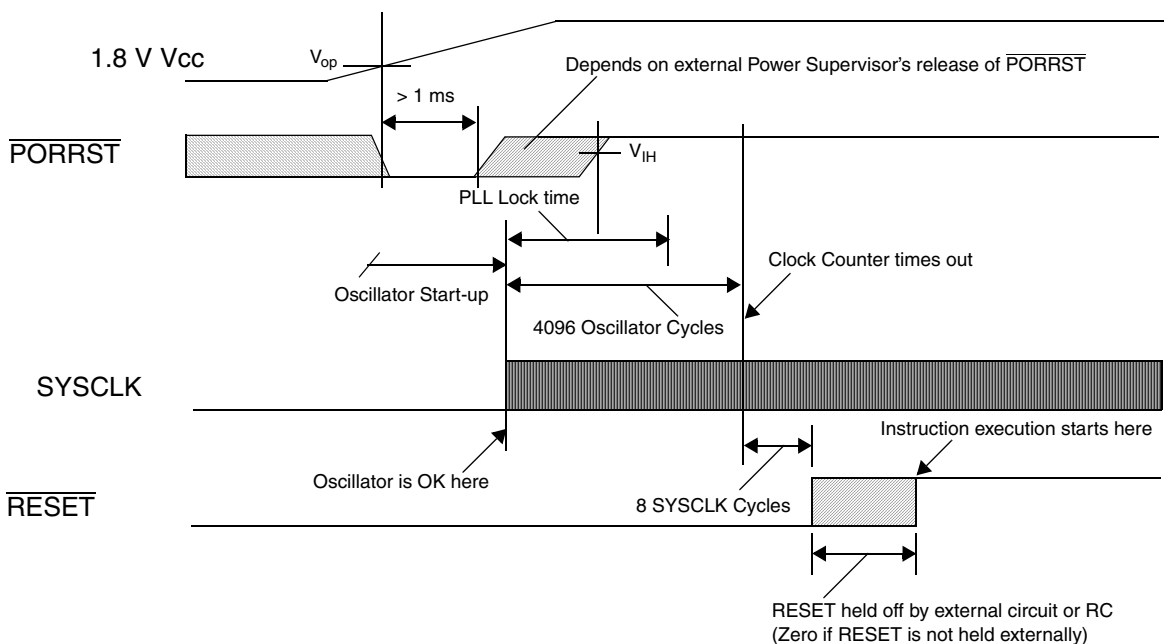 1.8 V Vcc
Vop
> 1 ms
Depends on external Power Supervisor's release of PORRST
PORRST
VIH
PLL Lock time
Clock Counter times out
Oscillator Start-up
4096 Oscillator Cycles
SYSCLK
Instruction execution starts here
Oscillator is OK here
8 SYSCLK Cycles
RESET
RESET held off by external circuit or RC
(Zero if RESET is not held externally)